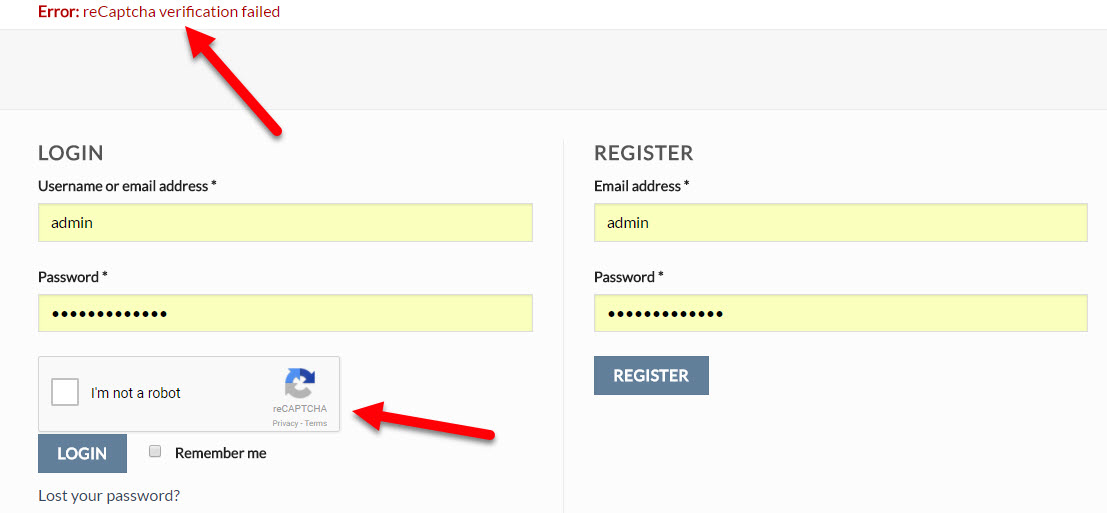 Error: reCaptcha verification failed
LOGIN
Username or email address *
admin
Password *
•••••••••••••
I'm not a robot
reCAPTCHA
Privacy - Terms
LOGIN
Remember me
Lost your password?
REGISTER
Email address *
admin
Password *
•••••••••••••
REGISTER